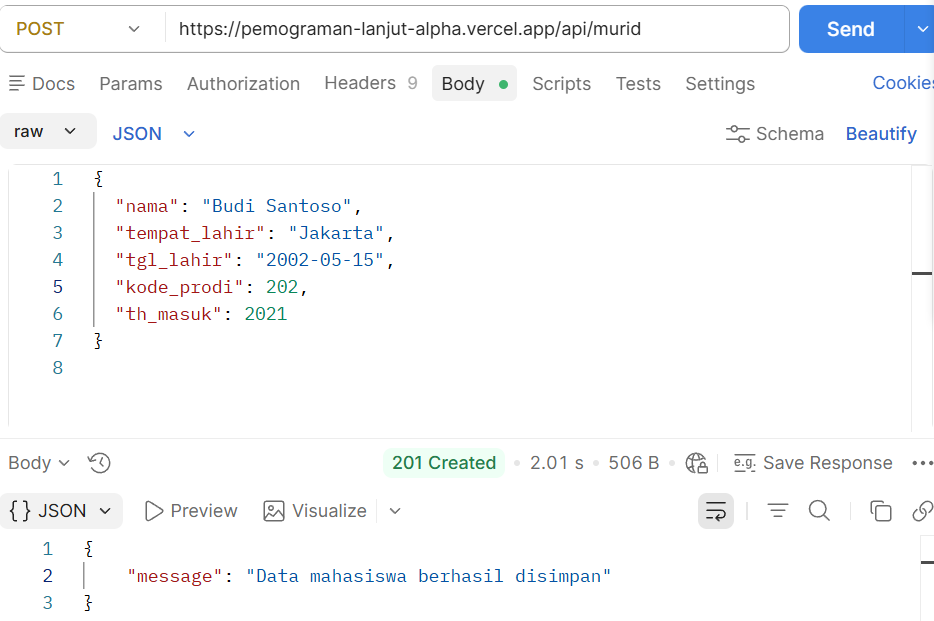 POST https://pemograman-lanjut-alpha.vercel.app/api/murid Send
Docs Params Authorization Headers 9 Body Scripts Tests Settings Cookies
raw JSON Schema Beautify
1 {
2 "nama": "Budi Santoso",
3 "tempat_lahir": "Jakarta",
4 "tgl_lahir": "2002-05-15",
5 "kode_prodi": 202,
6 "th_masuk": 2021
7 }
8
Body 201 Created • 2.01 s • 506 B • e.g. Save Response
{} JSON Preview Visualize
1 {
2 "message": "Data mahasiswa berhasil disimpan"
3 }